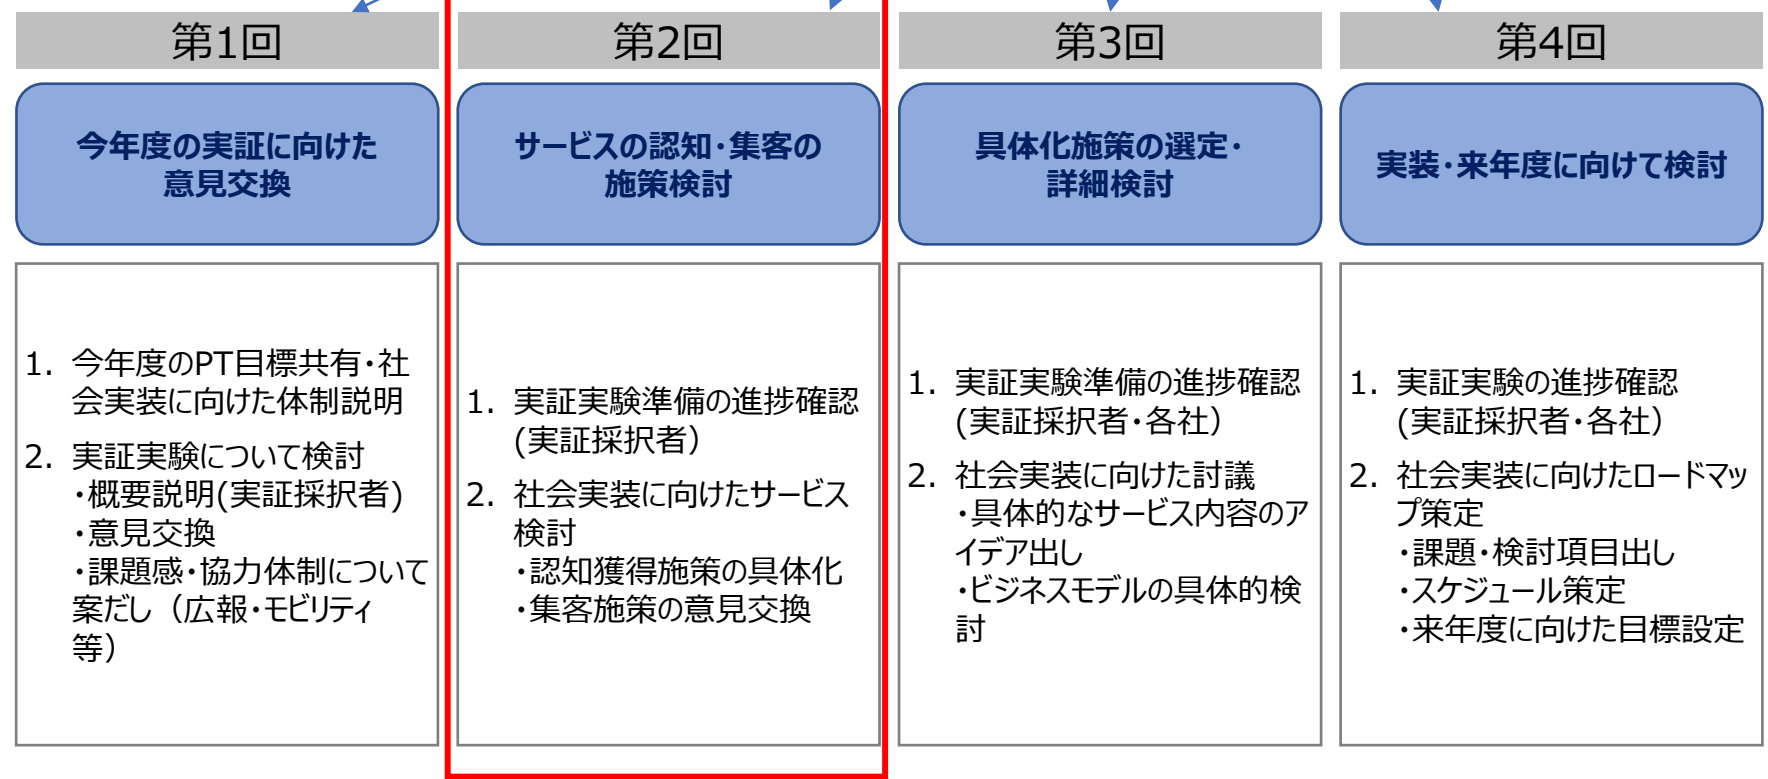 第1回
今年度の実証に向けた
意見交換
1. 今年度のPT目標共有・社
会実装に向けた体制説明
2. 実証実験について検討
・概要説明(実証採択者)
・意見交換
・課題感・協力体制について
案だし（広報・モビリティ
等）
第2回
サービスの認知・集客の
施策検討
1. 実証実験準備の進捗確認
(実証採択者）
2. 社会実装に向けたサービス
検討
・認知獲得施策の具体化
・集客施策の意見交換
第3回
具体化施策の選定・
詳細検討
1. 実証実験準備の進捗確認
(実証採択者・各社）
2. 社会実装に向けた討議
・具体的なサービス内容のア
イデア出し
・ビジネスモデルの具体的検
討
第4回
実装・来年度に向けて検討
1. 実証実験の進捗確認
(実証採択者・各社）
2. 社会実装に向けたロードマッ
プ策定
・課題・検討項目出し
・スケジュール策定
・来年度に向けた目標設定